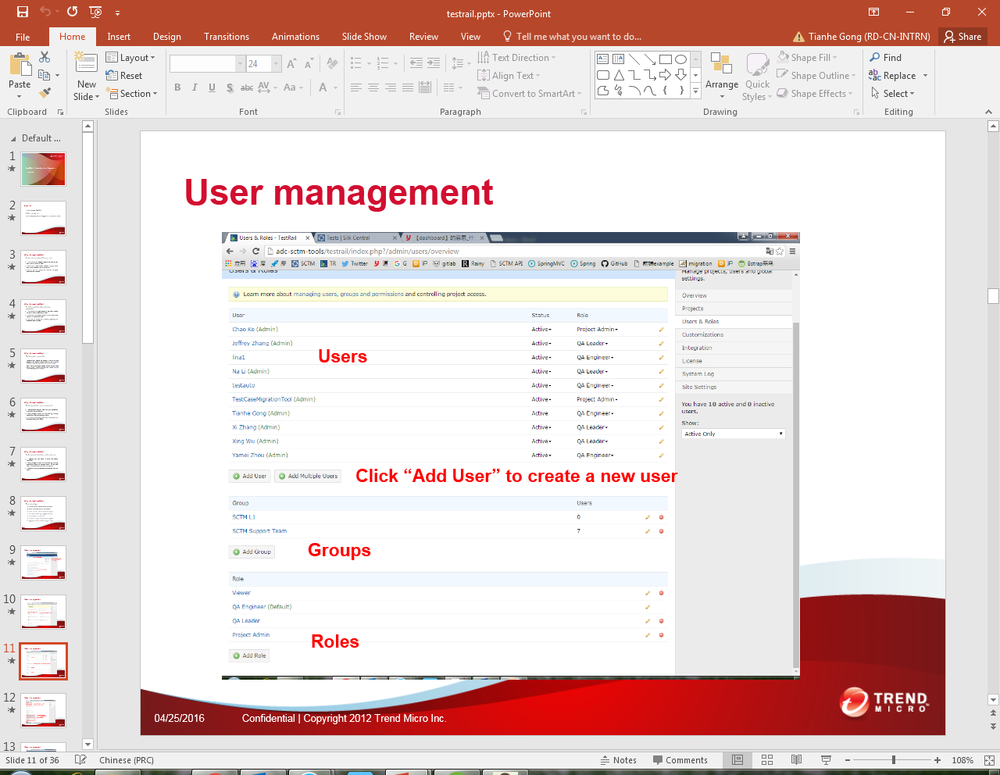 testrail.pptx - PowerPoint
File Home Insert Design Transitions Animations Slide Show Review View Tell me what you want to do... Tianhe Gong (RD-CN-INTRN) Share
Paste
New Slide
Layout
Reset
Section
24
B I U S abc AV Aa A
Text Direction
Align Text
Convert to SmartArt
Arrange
Quick Styles
Shape Fill
Shape Outline
Shape Effects
Find
Replace
Select
Clipboard Slides Font Paragraph Drawing Editing
Default ...
1
2
3
4
5
6
7
8
9
10
11
12
13
User management
Users & Roles - TestRail
Tests | Silk Central
adc-sctm-tools/testrail/index.php?/admin/users/overview
应用 SCTM TR Twitter G gitlab Rainy SCTM API SpringMVC Spring GitHub migration
Users & Roles
Learn more about managing users, groups and permissions and controlling project access.
User Status Role
Chao Ke (Admin) Active Project Admin
Jeffrey Zhang (Admin) Active QA Leader
lina1 Active QA Engineer
Users
Na Li (Admin) Active QA Leader
testauto Active QA Engineer
TestCaseMigrationTool (Admin) Active Project Admin
Tianhe Gong (Admin) Active QA Engineer
Xi Zhang (Admin) Active QA Leader
Xing Wu (Admin) Active QA Leader
Yamei Zhou (Admin) Active QA Engineer
Add User Add Multiple Users
Click “Add User” to create a new user
Group Users
SCTM L1 0
SCTM Support Team 7
Add Group
Groups
Role
Viewer
QA Engineer (Default)
QA Leader
Project Admin
Roles
Add Role
Manage projects, users and global
settings.
Overview
Projects
Users & Roles
Customizations
Integration
License
System Log
Site Settings
You have 10 active and 0 inactive
users.
Show:
Active Only
04/25/2016 Confidential | Copyright 2012 Trend Micro Inc.
TREND
MICRO
Slide 11 of 36 Chinese (PRC) Notes Comments 108%